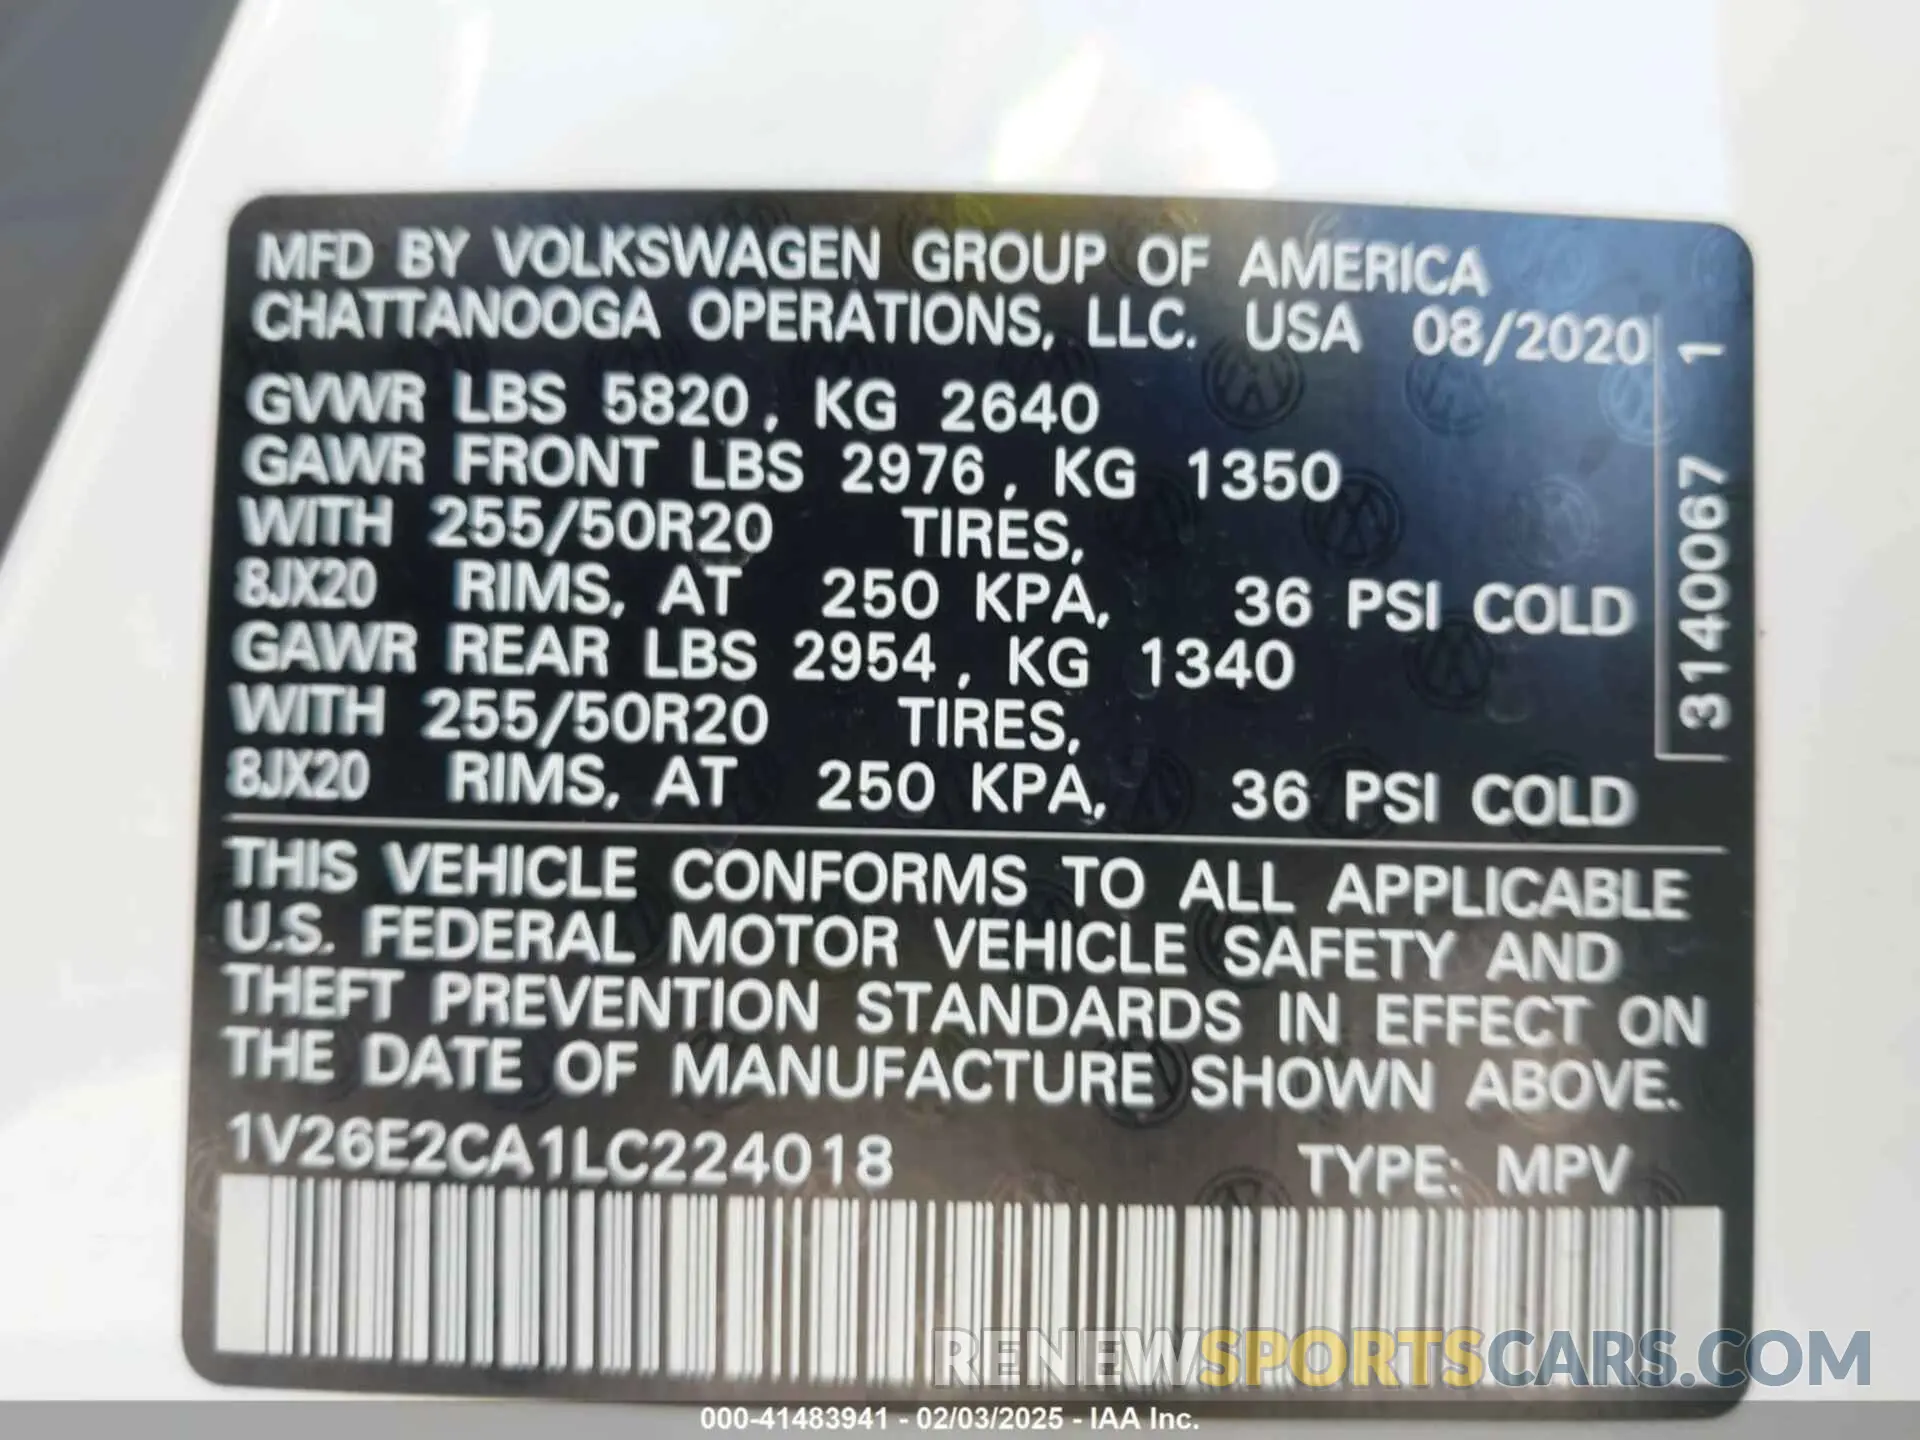 MFD BY VOLKSWAGEN GROUP OF AMERICA
CHATTANOOGA OPERATIONS, LLC. USA 08/2020
GVWR LBS 5820, KG 2640
GAWR FRONT LBS 2976, KG 1350
WITH 255/50R20 TIRES,
8JX20 RIMS, AT 250 KPA, 36 PSI COLD
GAWR REAR LBS 2954, KG 1340
WITH 255/50R20 TIRES,
8JX20 RIMS, AT 250 KPA, 36 PSI COLD
3140067 1
THIS VEHICLE CONFORMS TO ALL APPLICABLE
U.S. FEDERAL MOTOR VEHICLE SAFETY AND
THEFT PREVENTION STANDARDS IN EFFECT ON
THE DATE OF MANUFACTURE SHOWN ABOVE.
1V26E2CA1LC224018 TYPE: MPV
RENEWSPORTSCARS.COM
000-41483941 - 02/03/2025 - IAA Inc.